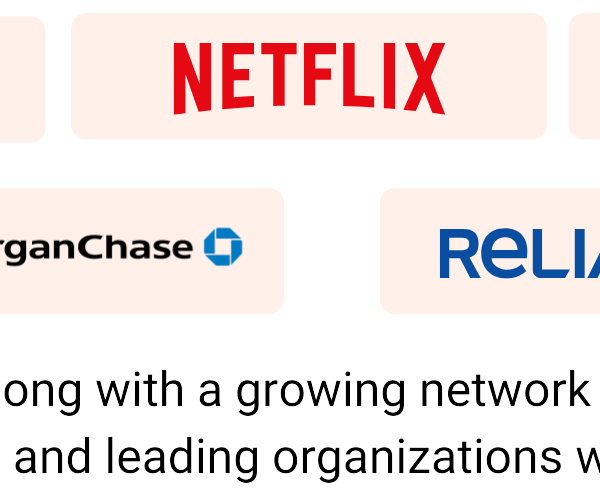 NETFLIX
rganChase RELIA
ong with a growing network
and leading organizations w